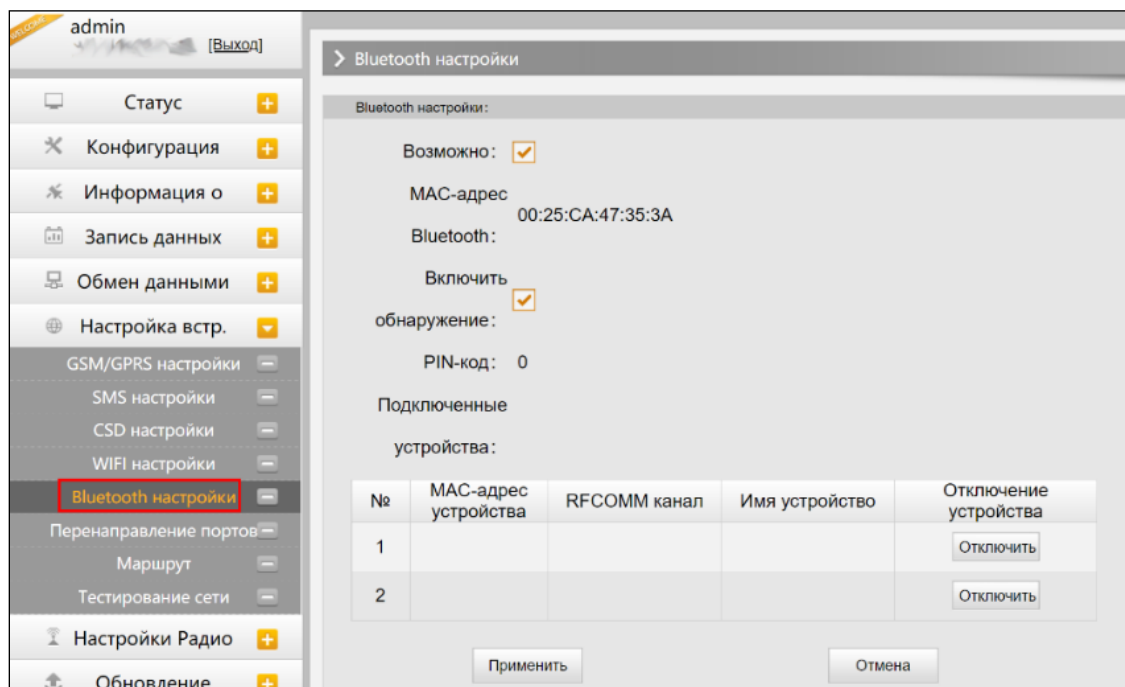 WELCOME
admin
[Выход]
Статус
Конфигурация
Информация о
Запись данных
Обмен данными
Настройка встр.
GSM/GPRS настройки
SMS настройки
CSD настройки
WIFI настройки
Bluetooth настройки
Перенаправление портов
Маршрут
Тестирование сети
Настройки Радио
Обновление
Bluetooth настройки
Bluetooth настройки:
Возможно:
MAC-адрес
Bluetooth:
00:25:CA:47:35:3A
Включить
обнаружение:
PIN-код: 0
Подключенные
устройства:
№ MAC-адрес устройства RFCOMM канал Имя устройство Отключение устройства
1 Отключить
2 Отключить
Применить Отмена